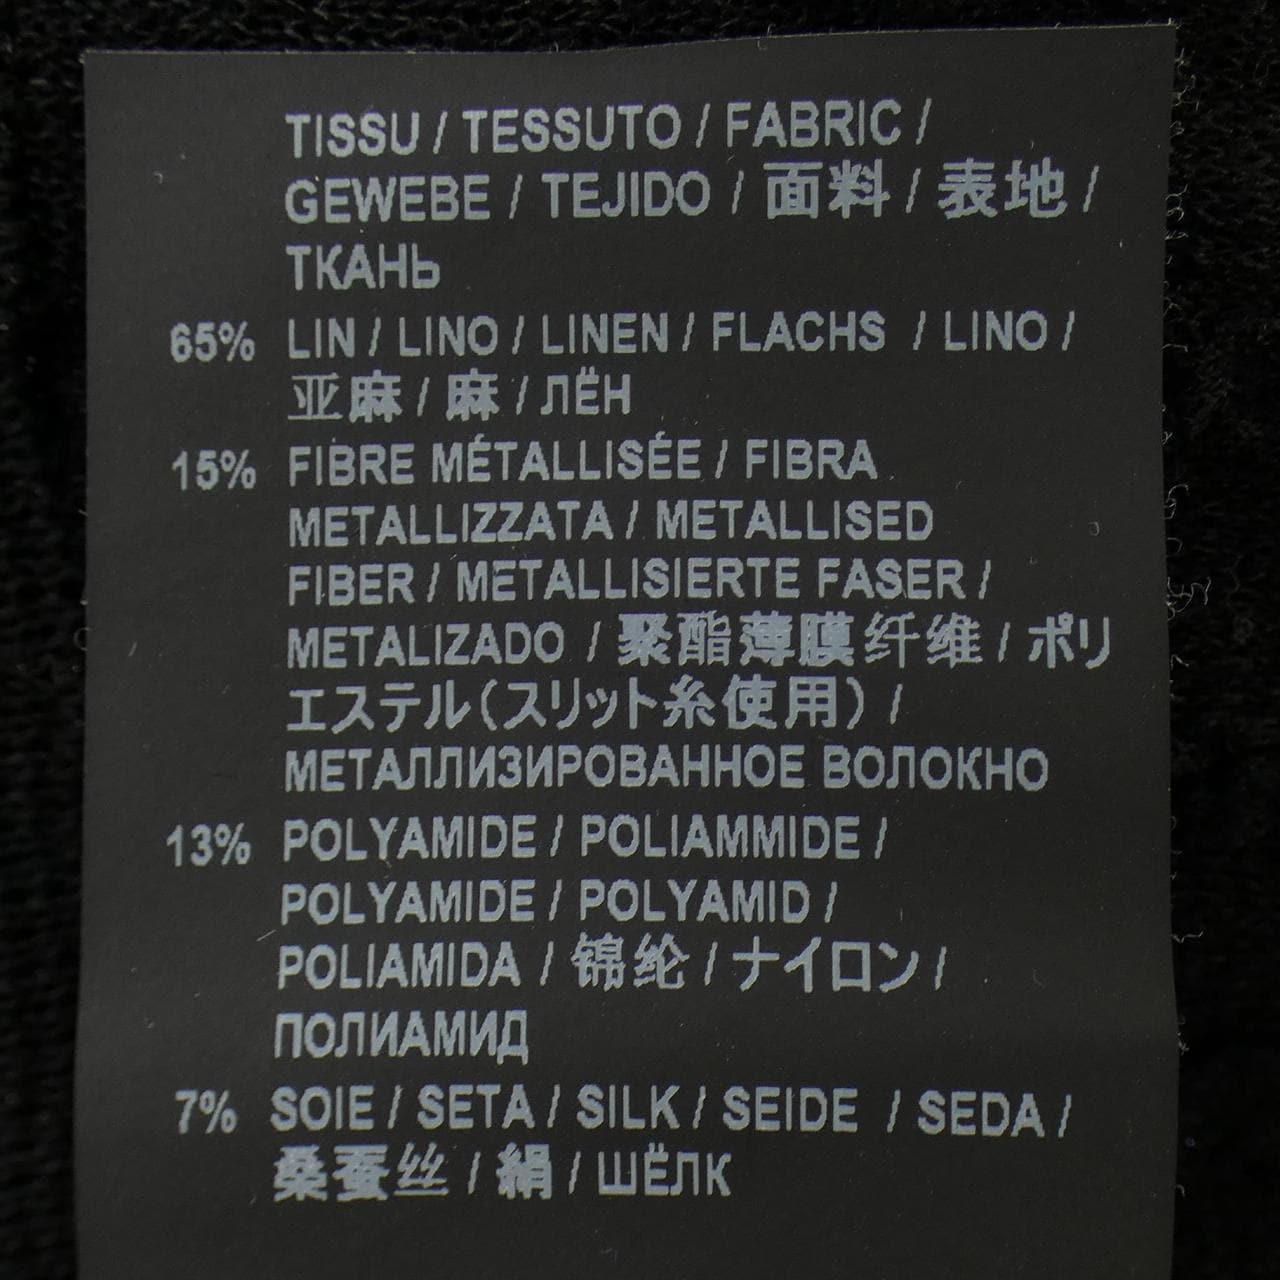 TISSU / TESSUTO / FABRIC /
GEWEBE / TEJIDO / 面料 / 表地 /
ТКАНЬ
65% LIN / LINO / LINEN / FLACHS / LINO /
亚麻 / 麻 / ЛЁН
15% FIBRE MÉTALLISÉE / FIBRA
METALLIZZATA / METALLISED
FIBER / METALLISIERTE FASER /
METALIZADO / 聚酯薄膜纤维 / ポリ
エステル(スリット糸使用) /
МЕТАЛЛИЗИРОВАННОЕ ВОЛОКНО
13% POLYAMIDE / POLIAMMIDE /
POLYAMIDE / POLYAMID /
POLIAMIDA / 锦纶 / ナイロン /
ПОЛИАМИД
7% SOIE / SETA / SILK / SEIDE / SEDA /
桑蚕丝 / 絹 / ШЁЛК